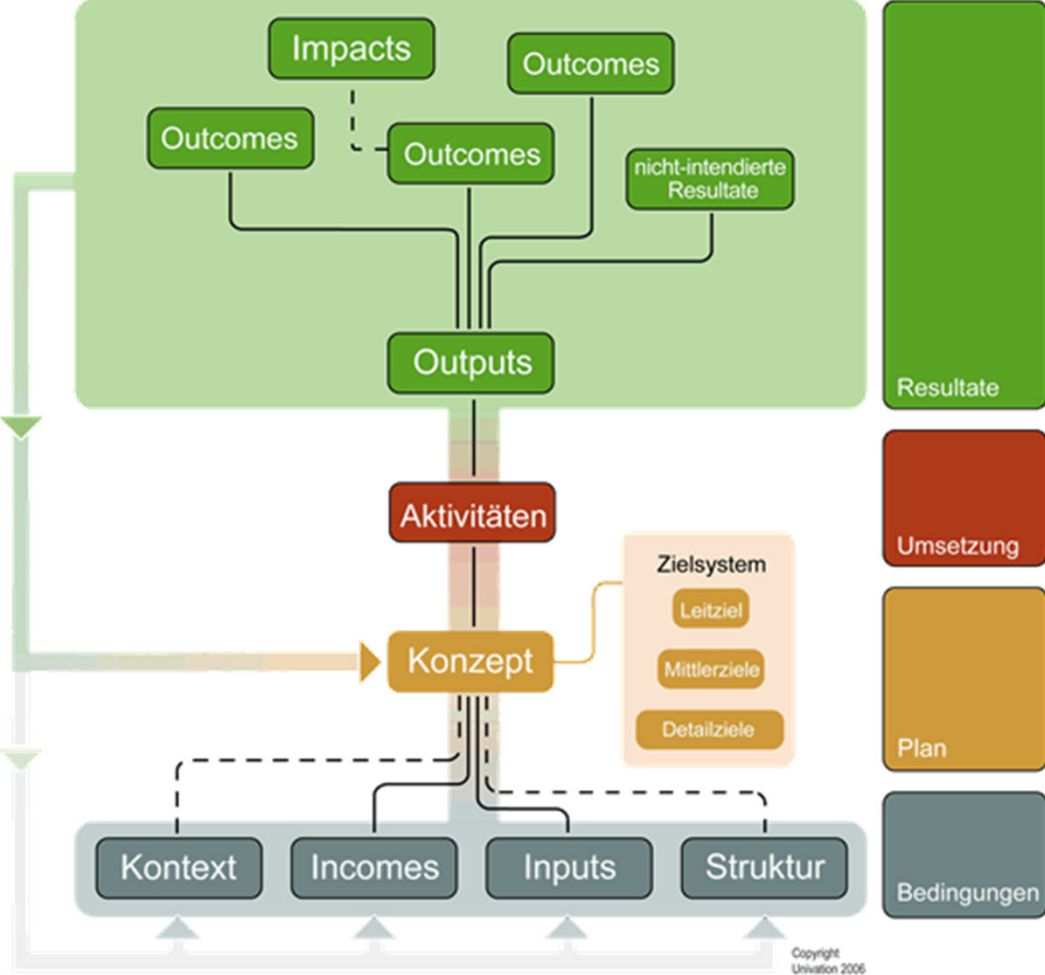 Impacts
Outcomes
Outcomes
Outcomes
nicht-intendierte
Resultate
Outputs
Resultate
Aktivitäten
Umsetzung
Zielsystem
Leitziel
Konzept
Mittlerziele
Detailziele
Plan
Kontext
Incomes
Inputs
Struktur
Bedingungen
Copyright
Univation 2006